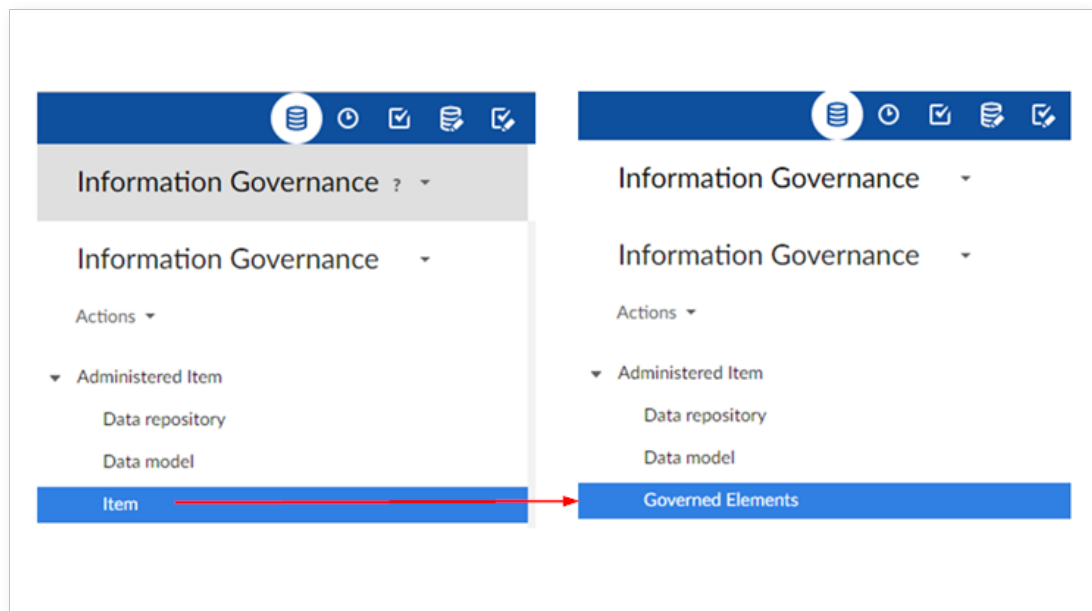 Information Governance ?
Information Governance
Actions
Administered Item
Data repository
Data model
Item
Information Governance
Information Governance
Actions
Administered Item
Data repository
Data model
Governed Elements